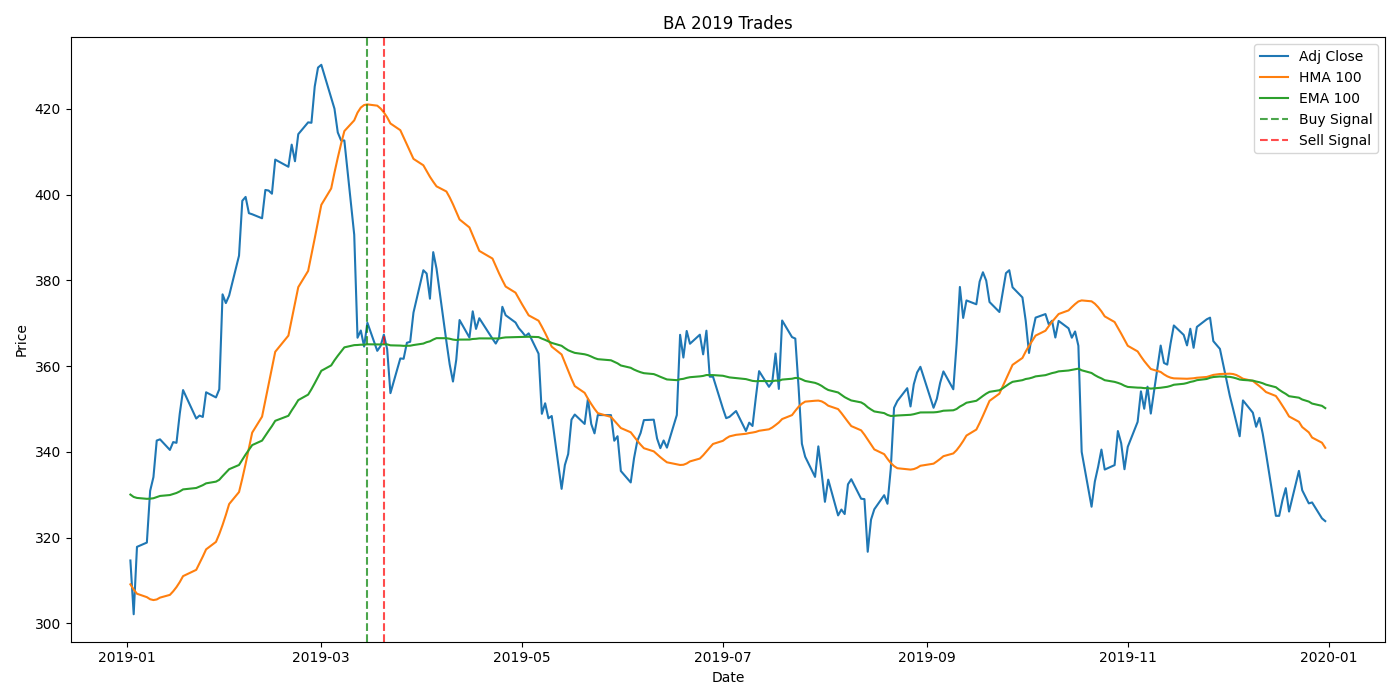 BA 2019 Trades
Price
420
400
380
360
340
320
300
Adj Close
HMA 100
EMA 100
Buy Signal
Sell Signal
2019-01
2019-03
2019-05
2019-07
2019-09
2019-11
2020-01
Date